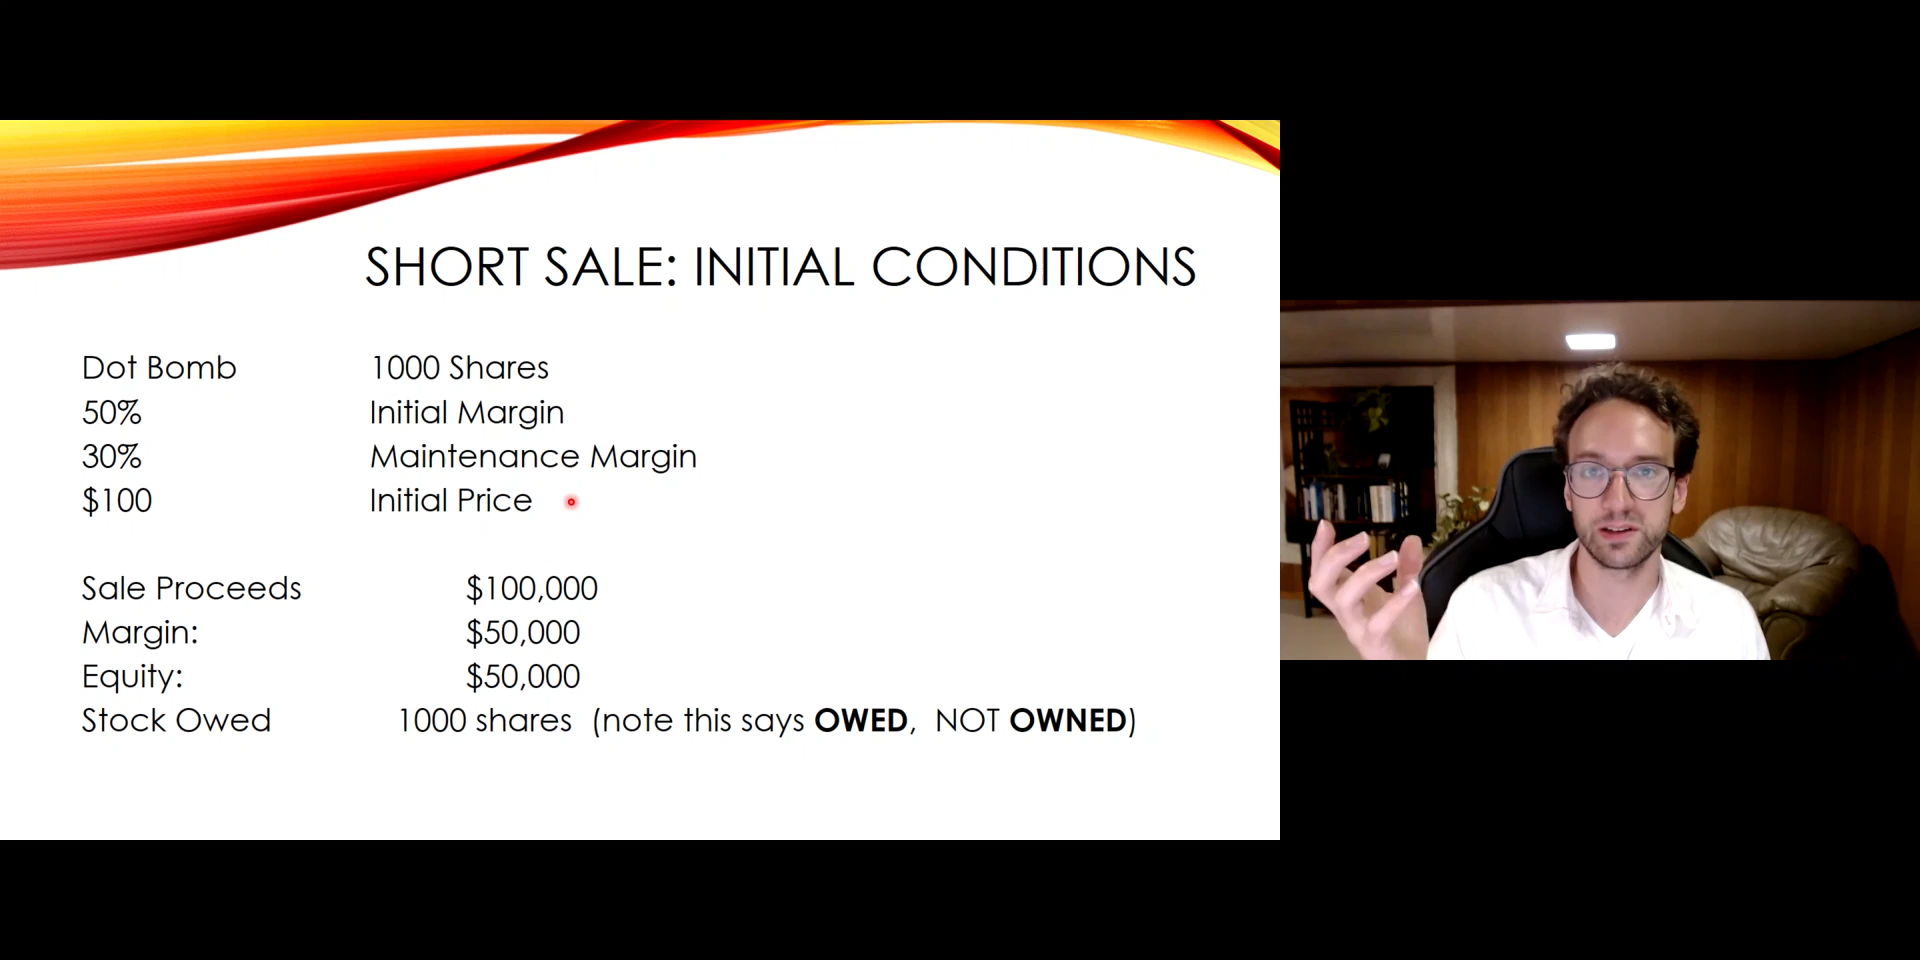 SHORT SALE: INITIAL CONDITIONS
Dot Bomb 1000 Shares
50% Initial Margin
30% Maintenance Margin
$100 Initial Price
Sale Proceeds $100,000
Margin: $50,000
Equity: $50,000
Stock Owed 1000 shares (note this says OWED, NOT OWNED)